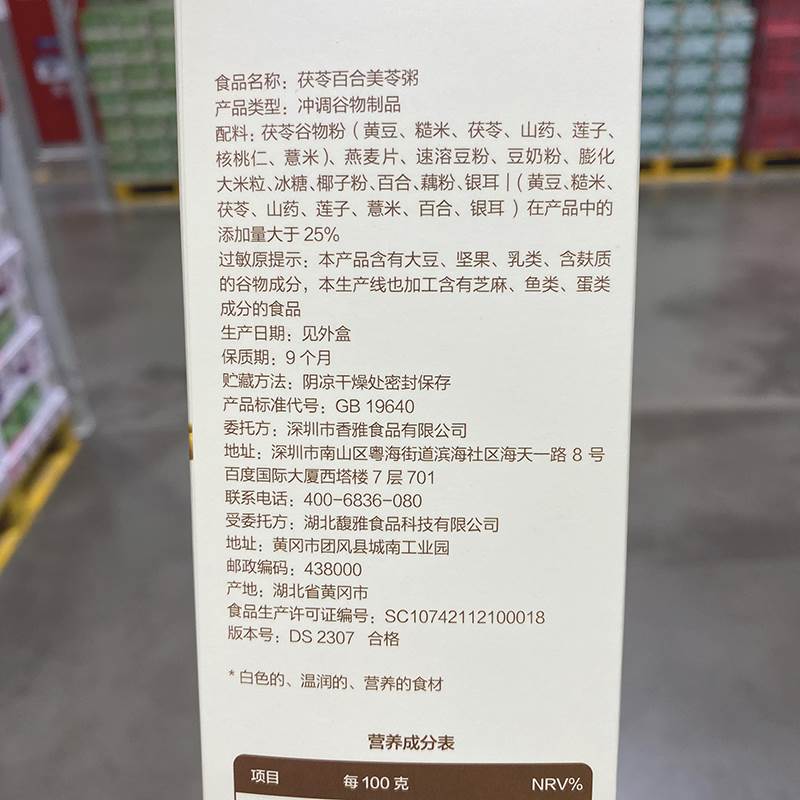 食品名称：茯苓百合美苓粥
产品类型：冲调谷物制品
配料：茯苓谷物粉（黄豆、糙米、茯苓、山药、莲子、
核桃仁、薏米）、燕麦片、速溶豆粉、豆奶粉、膨化
大米粒、冰糖、椰子粉、百合、藕粉、银耳|（黄豆、糙米、
茯苓、山药、莲子、薏米、百合、银耳）在产品中的
添加量大于 25%
过敏原提示：本产品含有大豆、坚果、乳类、含麸质
的谷物成分，本生产线也加工含有芝麻、鱼类、蛋类
成分的食品
生产日期：见外盒
保质期：9 个月
贮藏方法：阴凉干燥处密封保存
产品标准代号：GB 19640
委托方：深圳市香雅食品有限公司
地址：深圳市南山区粤海街道滨海社区海天一路 8 号
百度国际大厦西塔楼 7 层 701
联系电话：400-6836-080
受委托方：湖北馥雅食品科技有限公司
地址：黄冈市团风县城南工业园
邮政编码：438000
产地：湖北省黄冈市
食品生产许可证编号：SC10742112100018
版本号：DS 2307 合格
*白色的、温润的、营养的食材
营养成分表
项目 每 100 克 NRV%